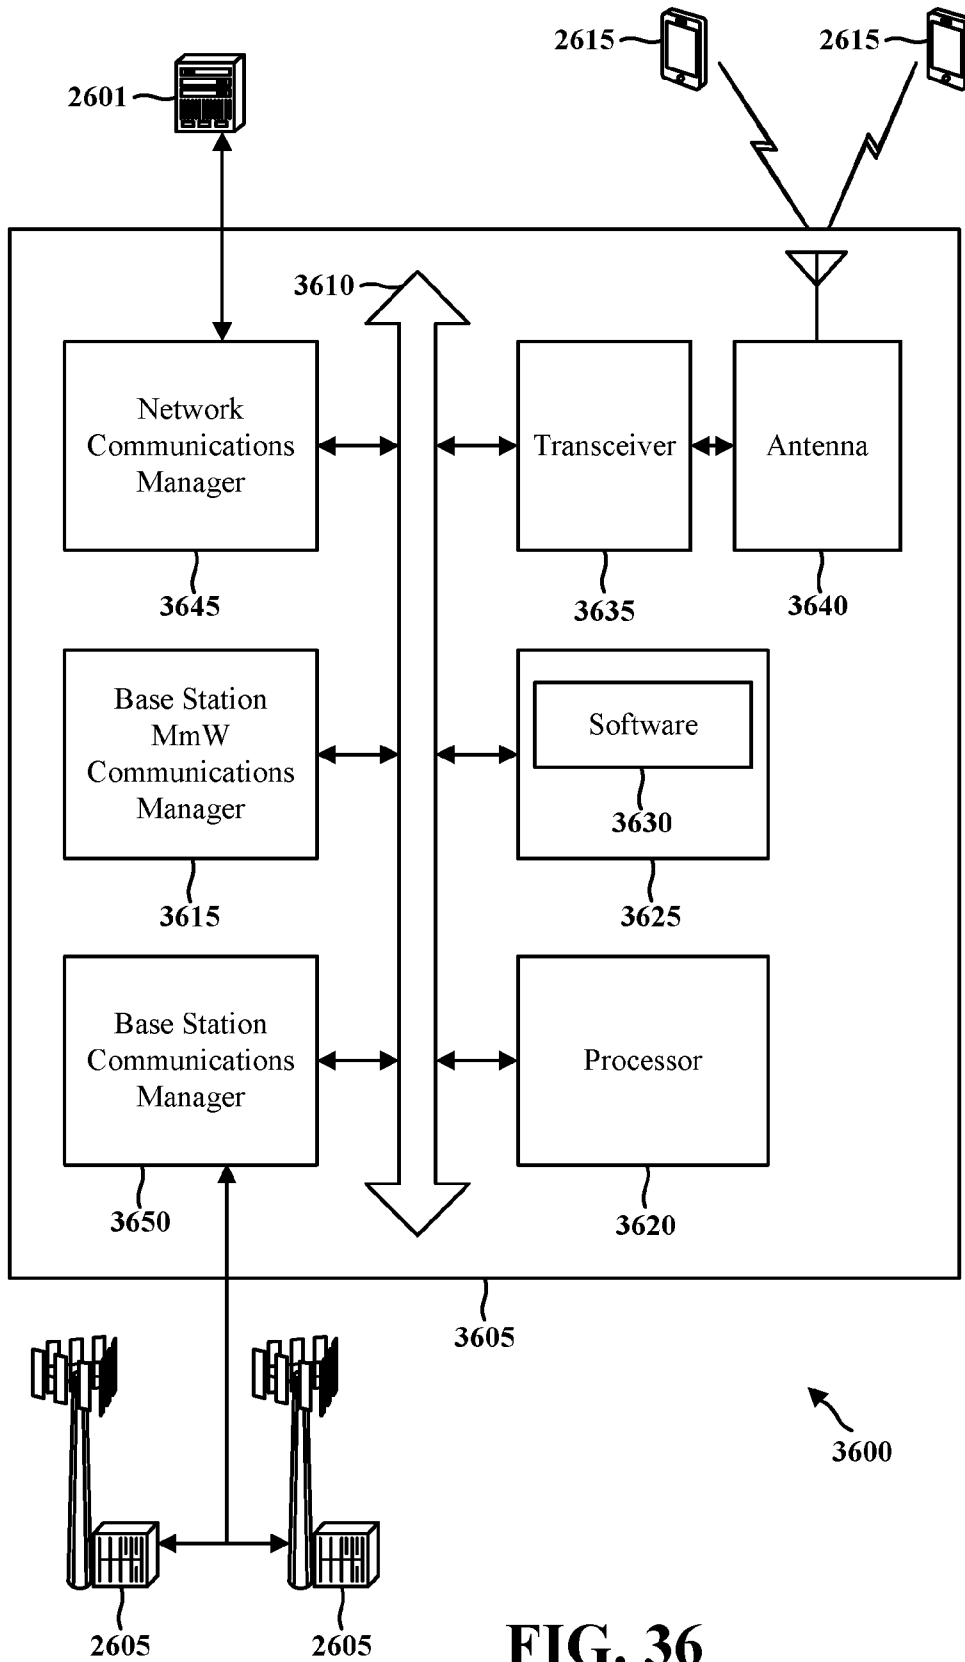 2615
2615
2601
3610
Network
Communications
Manager
Transceiver
Antenna
3645
3635
3640
Base Station
MmW
Communications
Manager
Software
3630
3615
3625
Base Station
Communications
Manager
Processor
3650
3620
3605
3600
2605
2605
FIG. 36